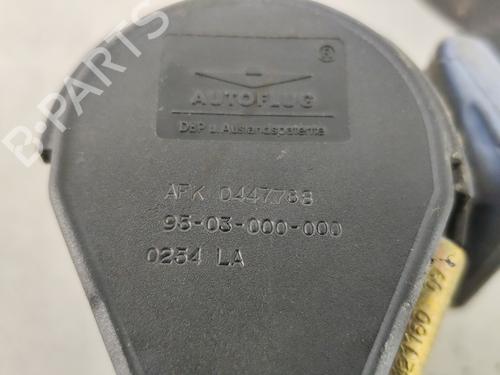 B-PARTS
AUTOFLUG
DBP u. Auslandspatente
AFK 0447788
95-03-000-000
0254 LA